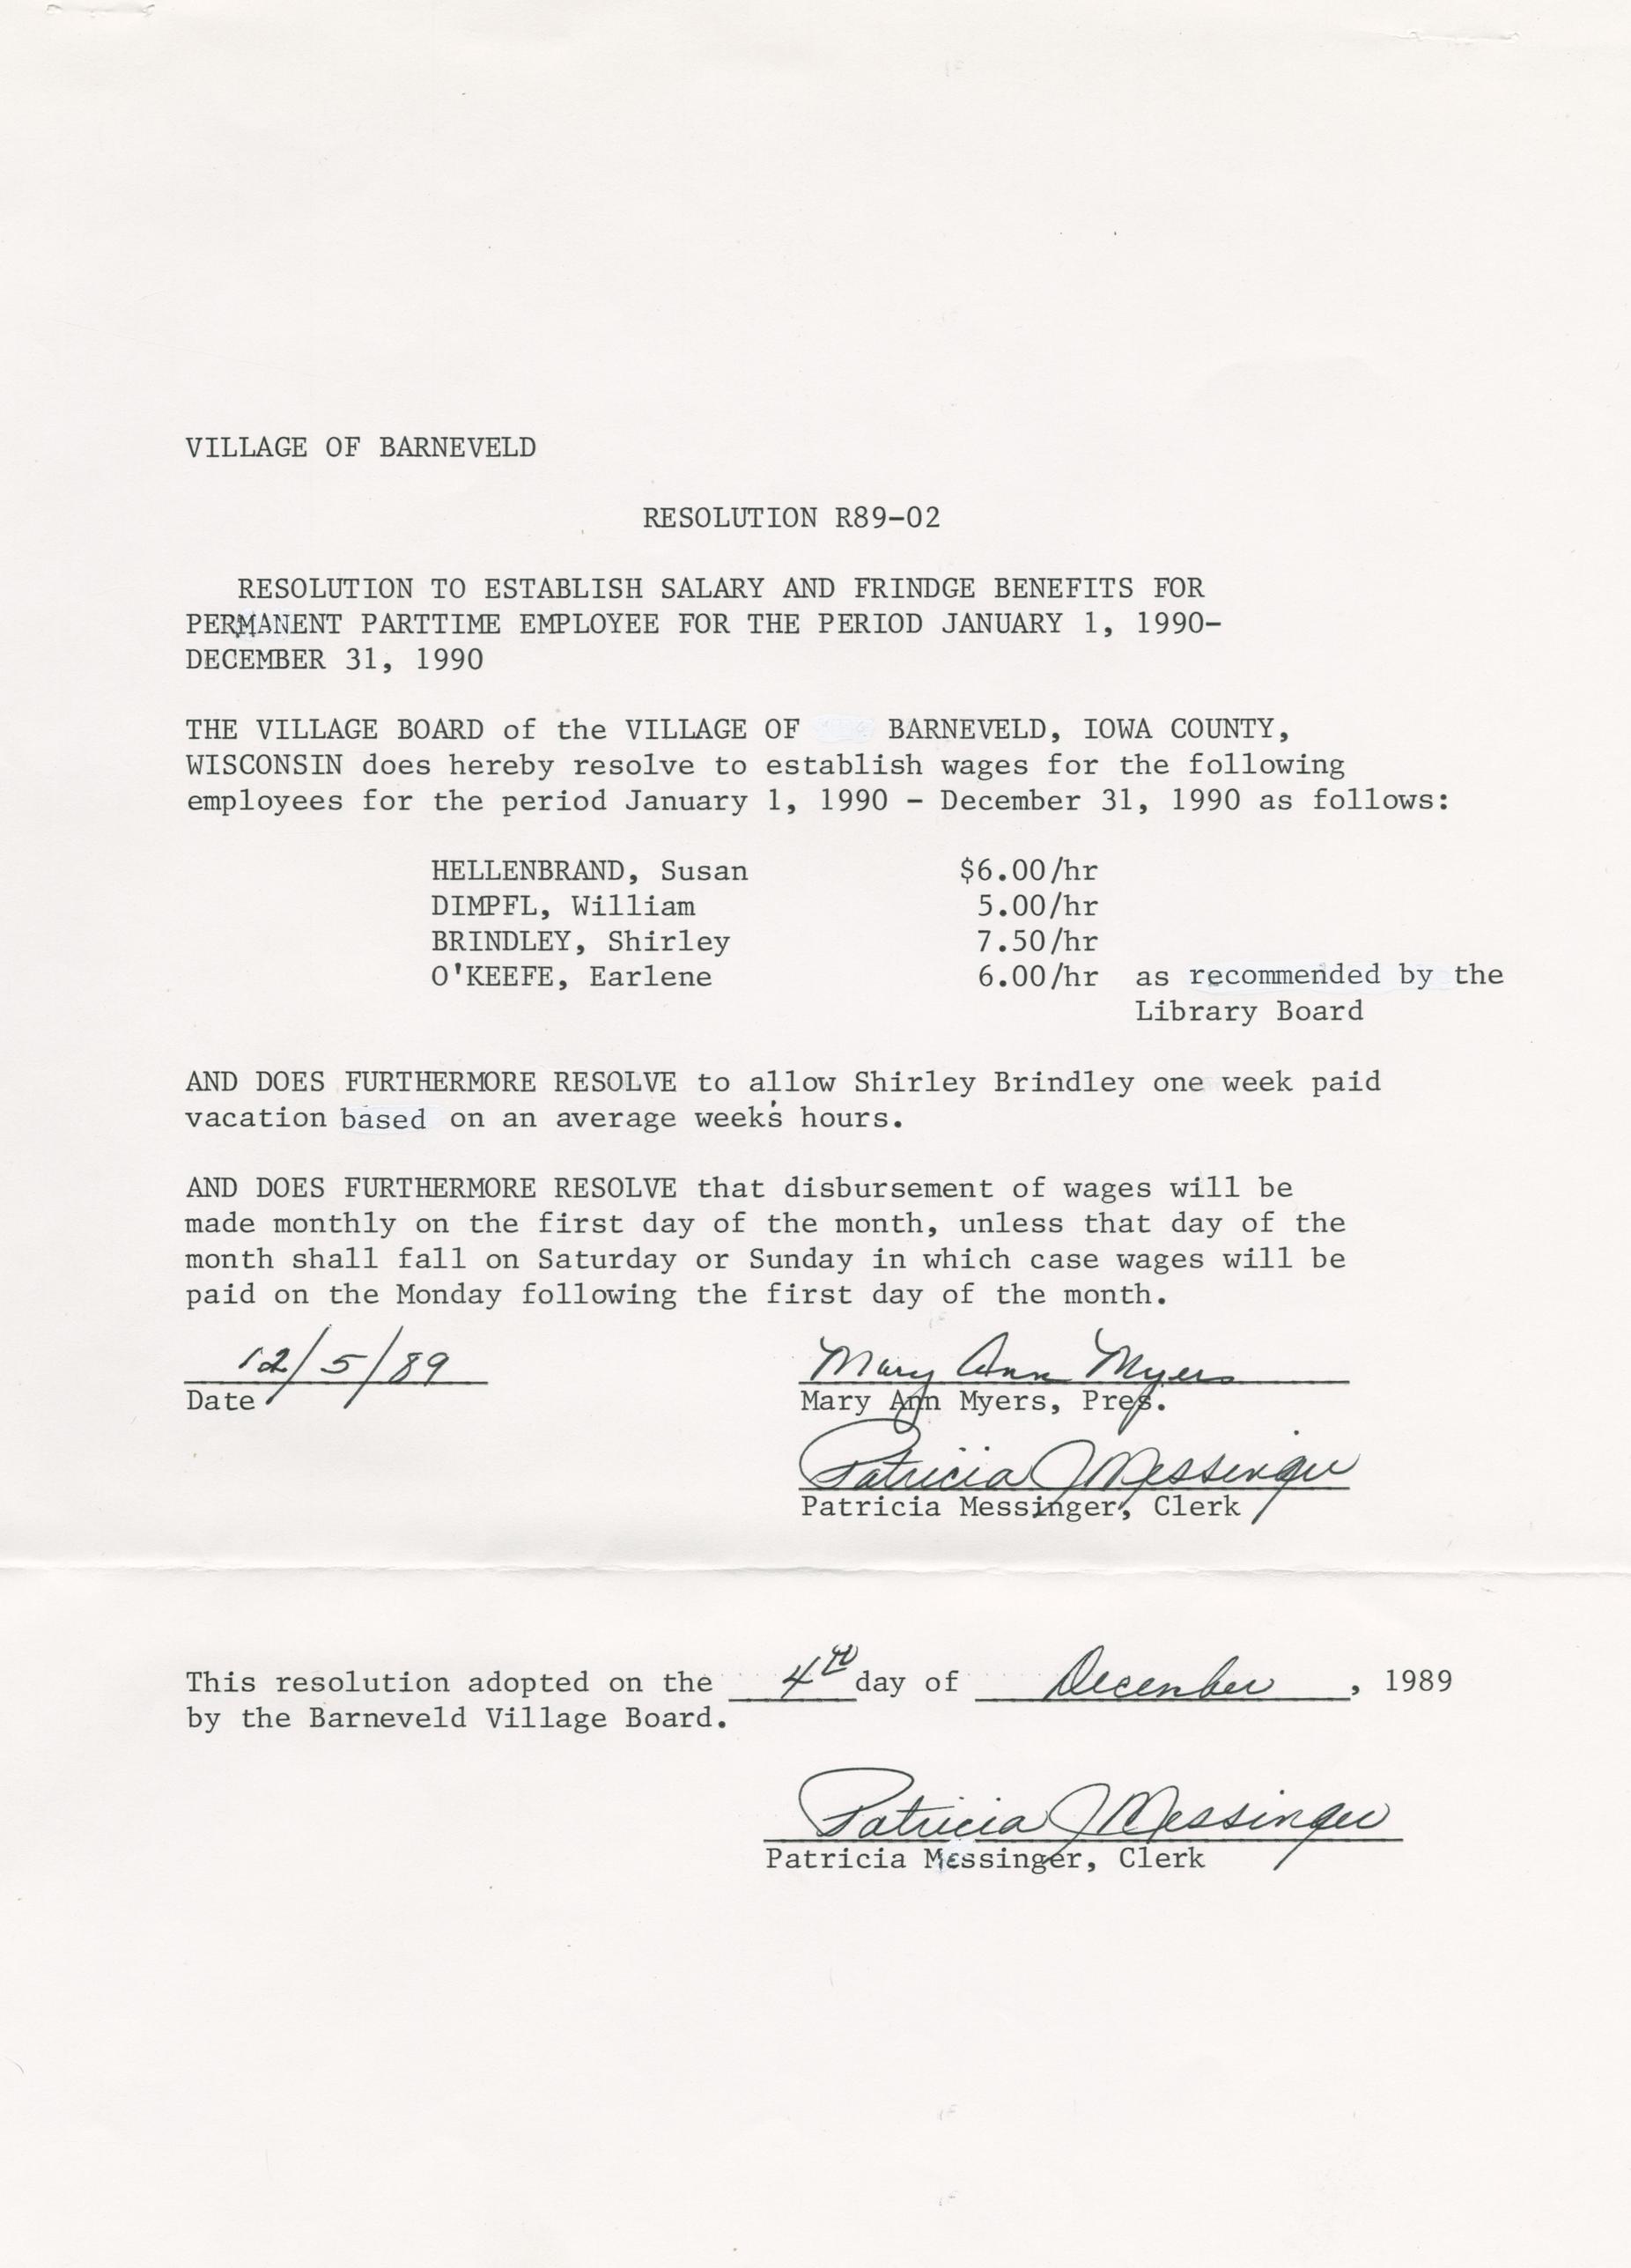 VILLAGE OF BARNEVELD
RESOLUTION R89-02
RESOLUTION TO ESTABLISH SALARY AND FRINDGE BENEFITS FOR
PERMANENT PARTTIME EMPLOYEE FOR THE PERIOD JANUARY 1, 1990-
DECEMBER 31, 1990
THE VILLAGE BOARD of the VILLAGE OF BARNEVELD, IOWA COUNTY,
WISCONSIN does hereby resolve to establish wages for the following
employees for the period January 1, 1990 - December 31, 1990 as follows:
HELLENBRAND, Susan $6.00/hr
DIMPFL, William 5.00/hr
BRINDLEY, Shirley 7.50/hr
O'KEEFE, Earlene 6.00/hr as recommended by the
Library Board
AND DOES FURTHERMORE RESOLVE to allow Shirley Brindley one week paid
vacation based on an average week's hours.
AND DOES FURTHERMORE RESOLVE that disbursement of wages will be
made monthly on the first day of the month, unless that day of the
month shall fall on Saturday or Sunday in which case wages will be
paid on the Monday following the first day of the month.
12/5/89 Mary Ann Myers
Date Mary Ann Myers, Pres.
Patricia J Messinger
Patricia Messinger, Clerk
This resolution adopted on the 4th day of December, 1989
by the Barneveld Village Board.
Patricia J Messinger
Patricia Messinger, Clerk